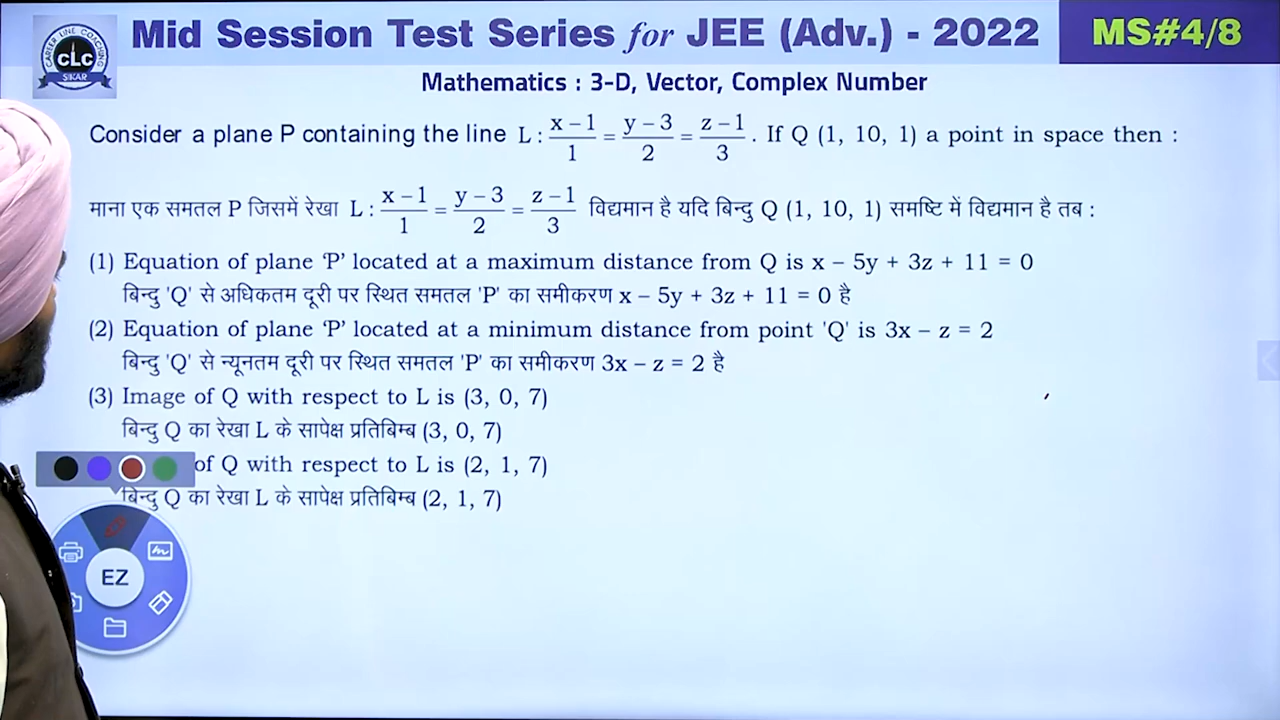 CAREER LINE COACHING
CLC
SIKAR
Mid Session Test Series for JEE (Adv.) - 2022
MS#4/8
Mathematics : 3-D, Vector, Complex Number
Consider a plane P containing the line L : (x – 1)/1 = (y – 3)/2 = (z – 1)/3 . If Q (1, 10, 1) a point in space then :
माना एक समतल P जिसमें रेखा L : (x – 1)/1 = (y – 3)/2 = (z – 1)/3 विद्यमान है यदि बिन्दु Q (1, 10, 1) समष्टि में विद्यमान है तब :
(1) Equation of plane ‘P’ located at a maximum distance from Q is x – 5y + 3z + 11 = 0
बिन्दु 'Q' से अधिकतम दूरी पर स्थित समतल 'P' का समीकरण x – 5y + 3z + 11 = 0 है
(2) Equation of plane ‘P’ located at a minimum distance from point 'Q' is 3x – z = 2
बिन्दु 'Q' से न्यूनतम दूरी पर स्थित समतल 'P' का समीकरण 3x – z = 2 है
(3) Image of Q with respect to L is (3, 0, 7)
बिन्दु Q का रेखा L के सापेक्ष प्रतिबिम्ब (3, 0, 7)
of Q with respect to L is (2, 1, 7)
बिन्दु Q का रेखा L के सापेक्ष प्रतिबिम्ब (2, 1, 7)
EZ